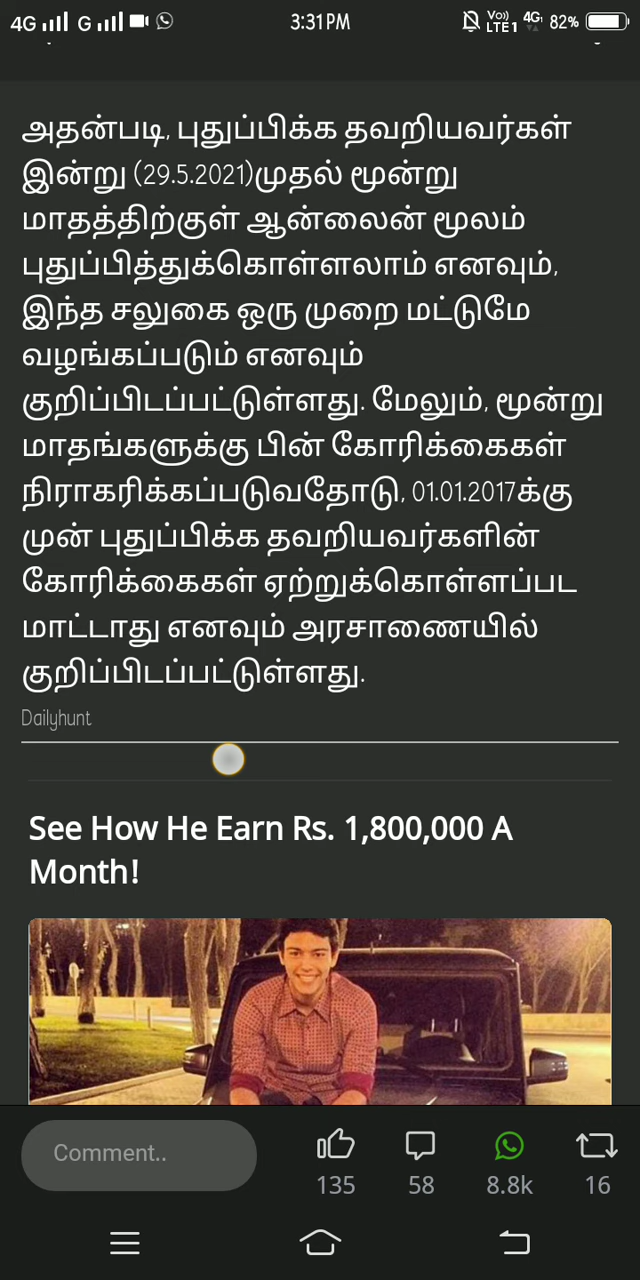 4G G 3:31PM Vo)) LTE1 4G 82%
அதன்படி, புதுப்பிக்க தவறியவர்கள்
இன்று (29.5.2021)முதல் மூன்று
மாதத்திற்குள் ஆன்லைன் மூலம்
புதுப்பித்துக்கொள்ளலாம் எனவும்,
இந்த சலுகை ஒரு முறை மட்டுமே
வழங்கப்படும் எனவும்
குறிப்பிடப்பட்டுள்ளது. மேலும், மூன்று
மாதங்களுக்கு பின் கோரிக்கைகள்
நிராகரிக்கப்படுவதோடு, 01.01.2017க்கு
முன் புதுப்பிக்க தவறியவர்களின்
கோரிக்கைகள் ஏற்றுக்கொள்ளப்பட
மாட்டாது எனவும் அரசாணையில்
குறிப்பிடப்பட்டுள்ளது.
Dailyhunt
See How He Earn Rs. 1,800,000 A
Month!
Comment..
135 58 8.8k 16